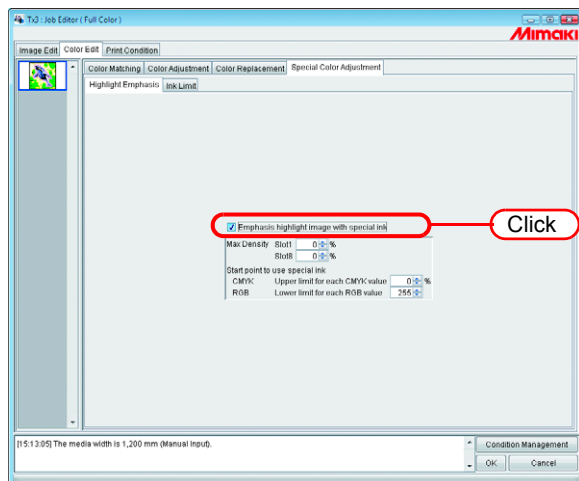 Tx3 : Job Editor ( Full Color )
Mimaki
Image Edit Color Edit Print Condition
Color Matching Color Adjustment Color Replacement Special Color Adjustment
Highlight Emphasis Ink Limit
Emphasis highlight image with special ink
Click
Max Density Slot1 0 %
Slot8 0 %
Start point to use special ink
CMYK Upper limit for each CMYK value 0 %
RGB Lower limit for each RGB value 255
[15:13:05] The media width is 1,200 mm (Manual Input).
Condition Management
OK Cancel